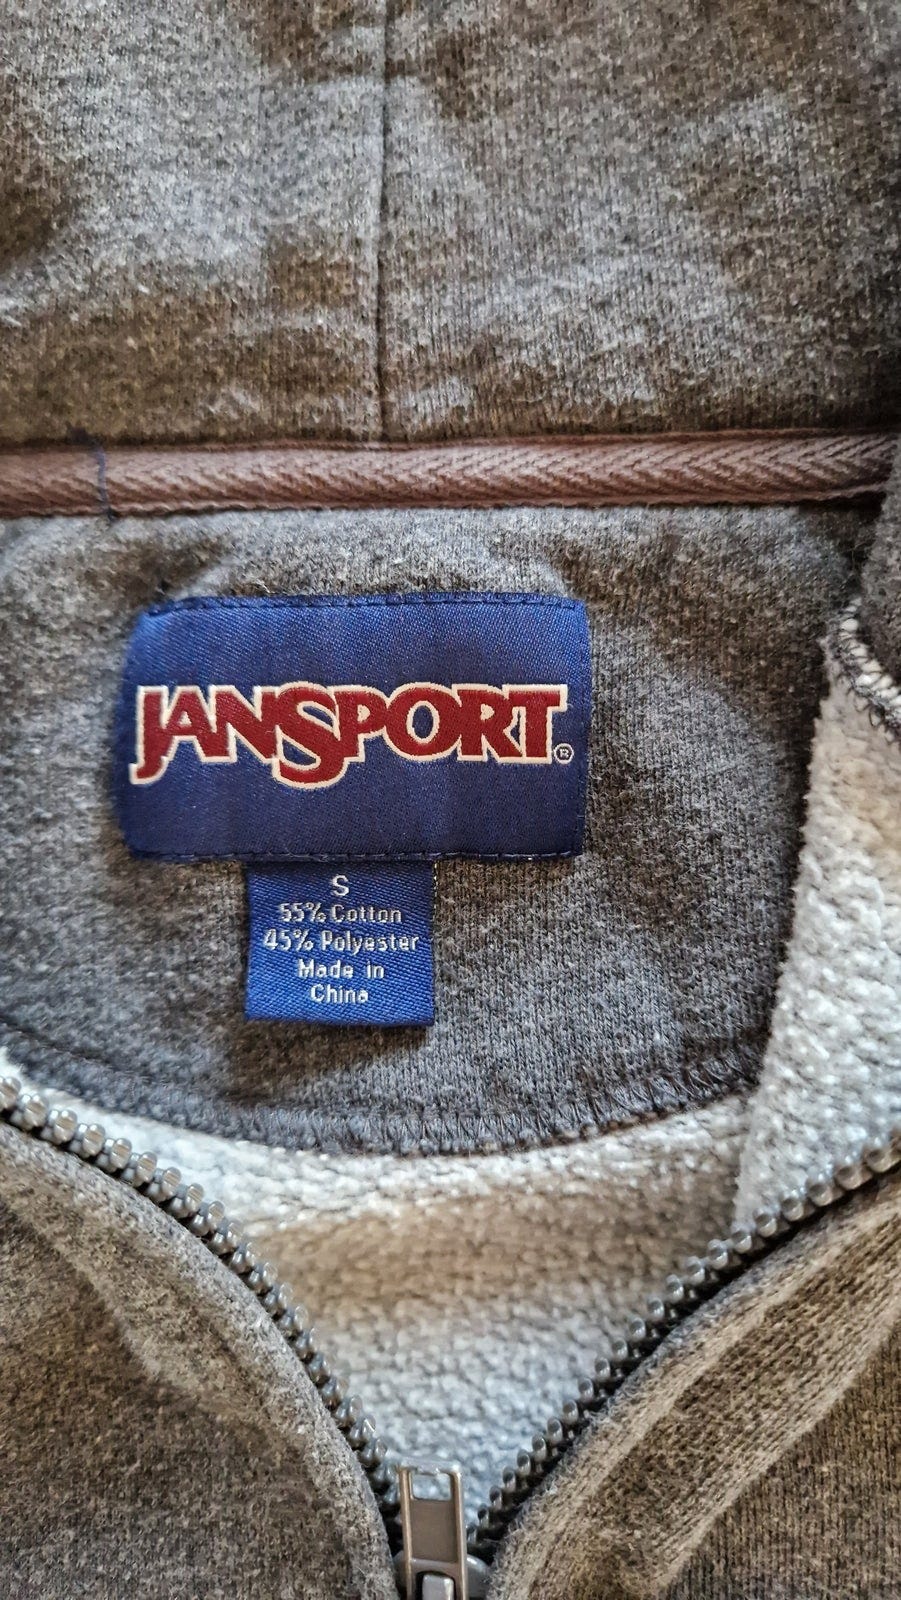 JANSPORT®
S
55% Cotton
45% Polyester
Made in
China